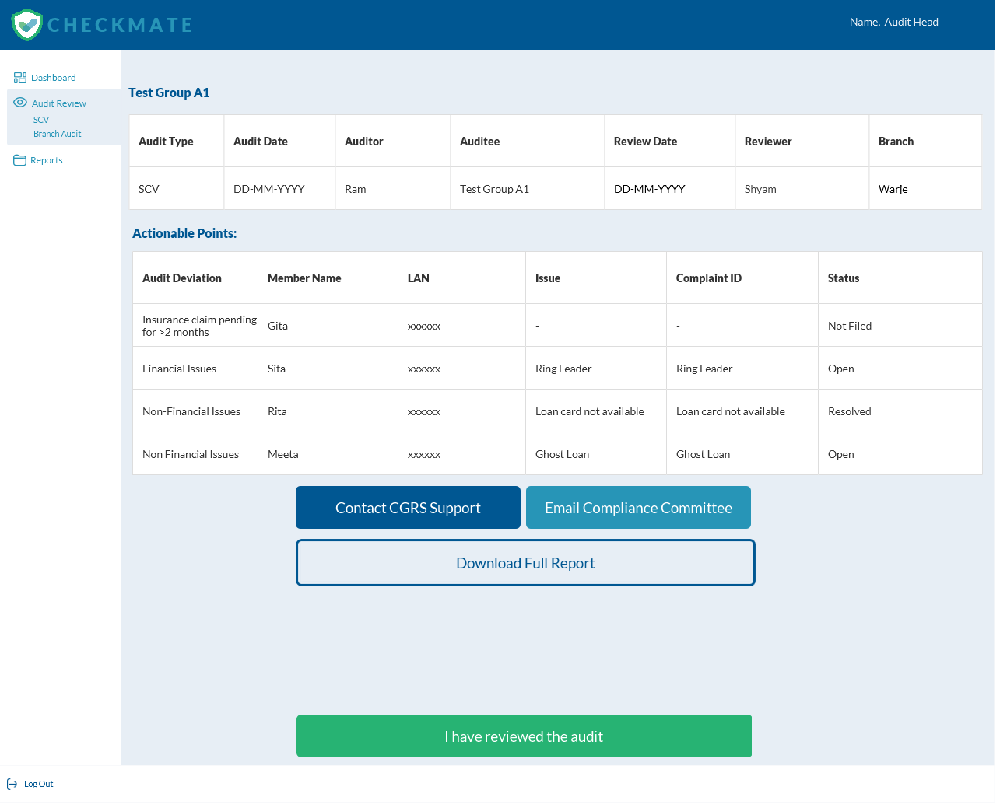 CHECKMATE
Name, Audit Head
Dashboard
Audit Review
SCV
Branch Audit
Reports
Test Group A1
Audit Type Audit Date Auditor Auditee Review Date Reviewer Branch
SCV DD-MM-YYYY Ram Test Group A1 DD-MM-YYYY Shyam Warje
Actionable Points:
Audit Deviation Member Name LAN Issue Complaint ID Status
Insurance claim pending
for >2 months Gita xxxxxx - - Not Filed
Financial Issues Sita xxxxxx Ring Leader Ring Leader Open
Non-Financial Issues Rita xxxxxx Loan card not available Loan card not available Resolved
Non Financial Issues Meeta xxxxxx Ghost Loan Ghost Loan Open
Contact CGRS Support Email Compliance Committee
Download Full Report
I have reviewed the audit
Log Out